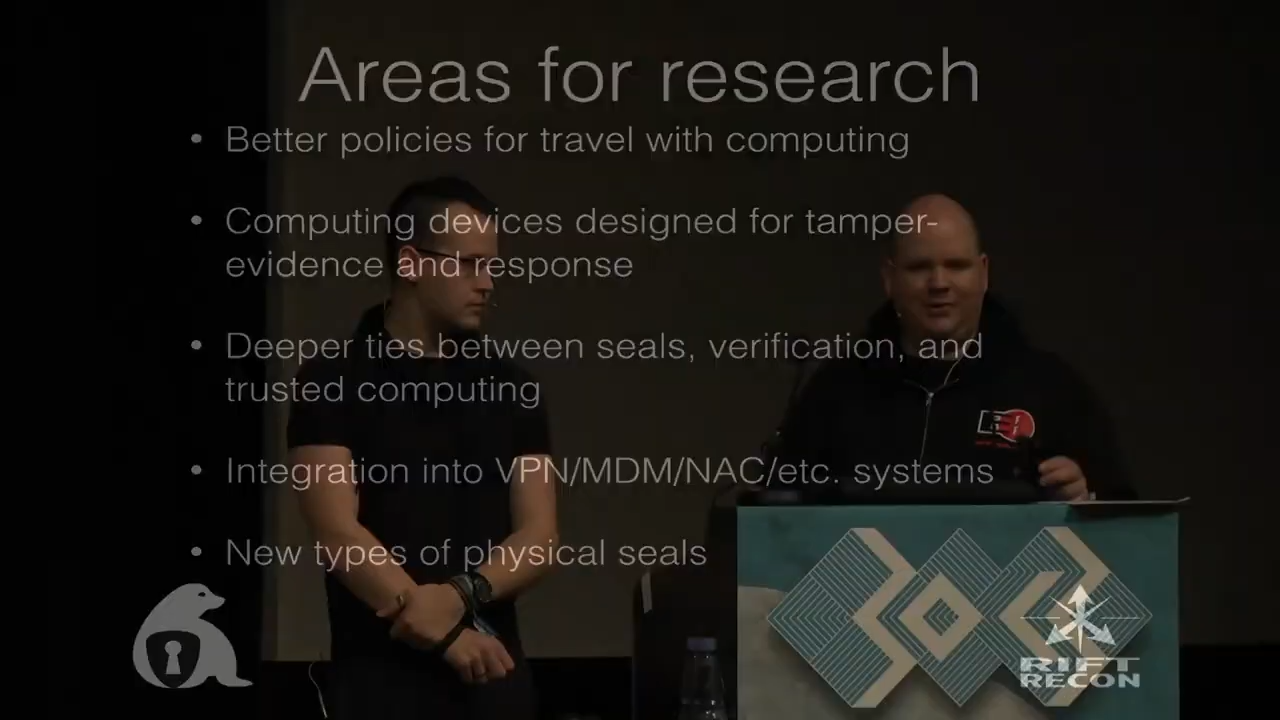 Areas for research
• Better policies for travel with computing
• Computing devices designed for tamper-
evidence and response
• Deeper ties between seals, verification, and
trusted computing
• Integration into VPN/MDM/NAC/etc. systems
• New types of physical seals
RIFT
RECON